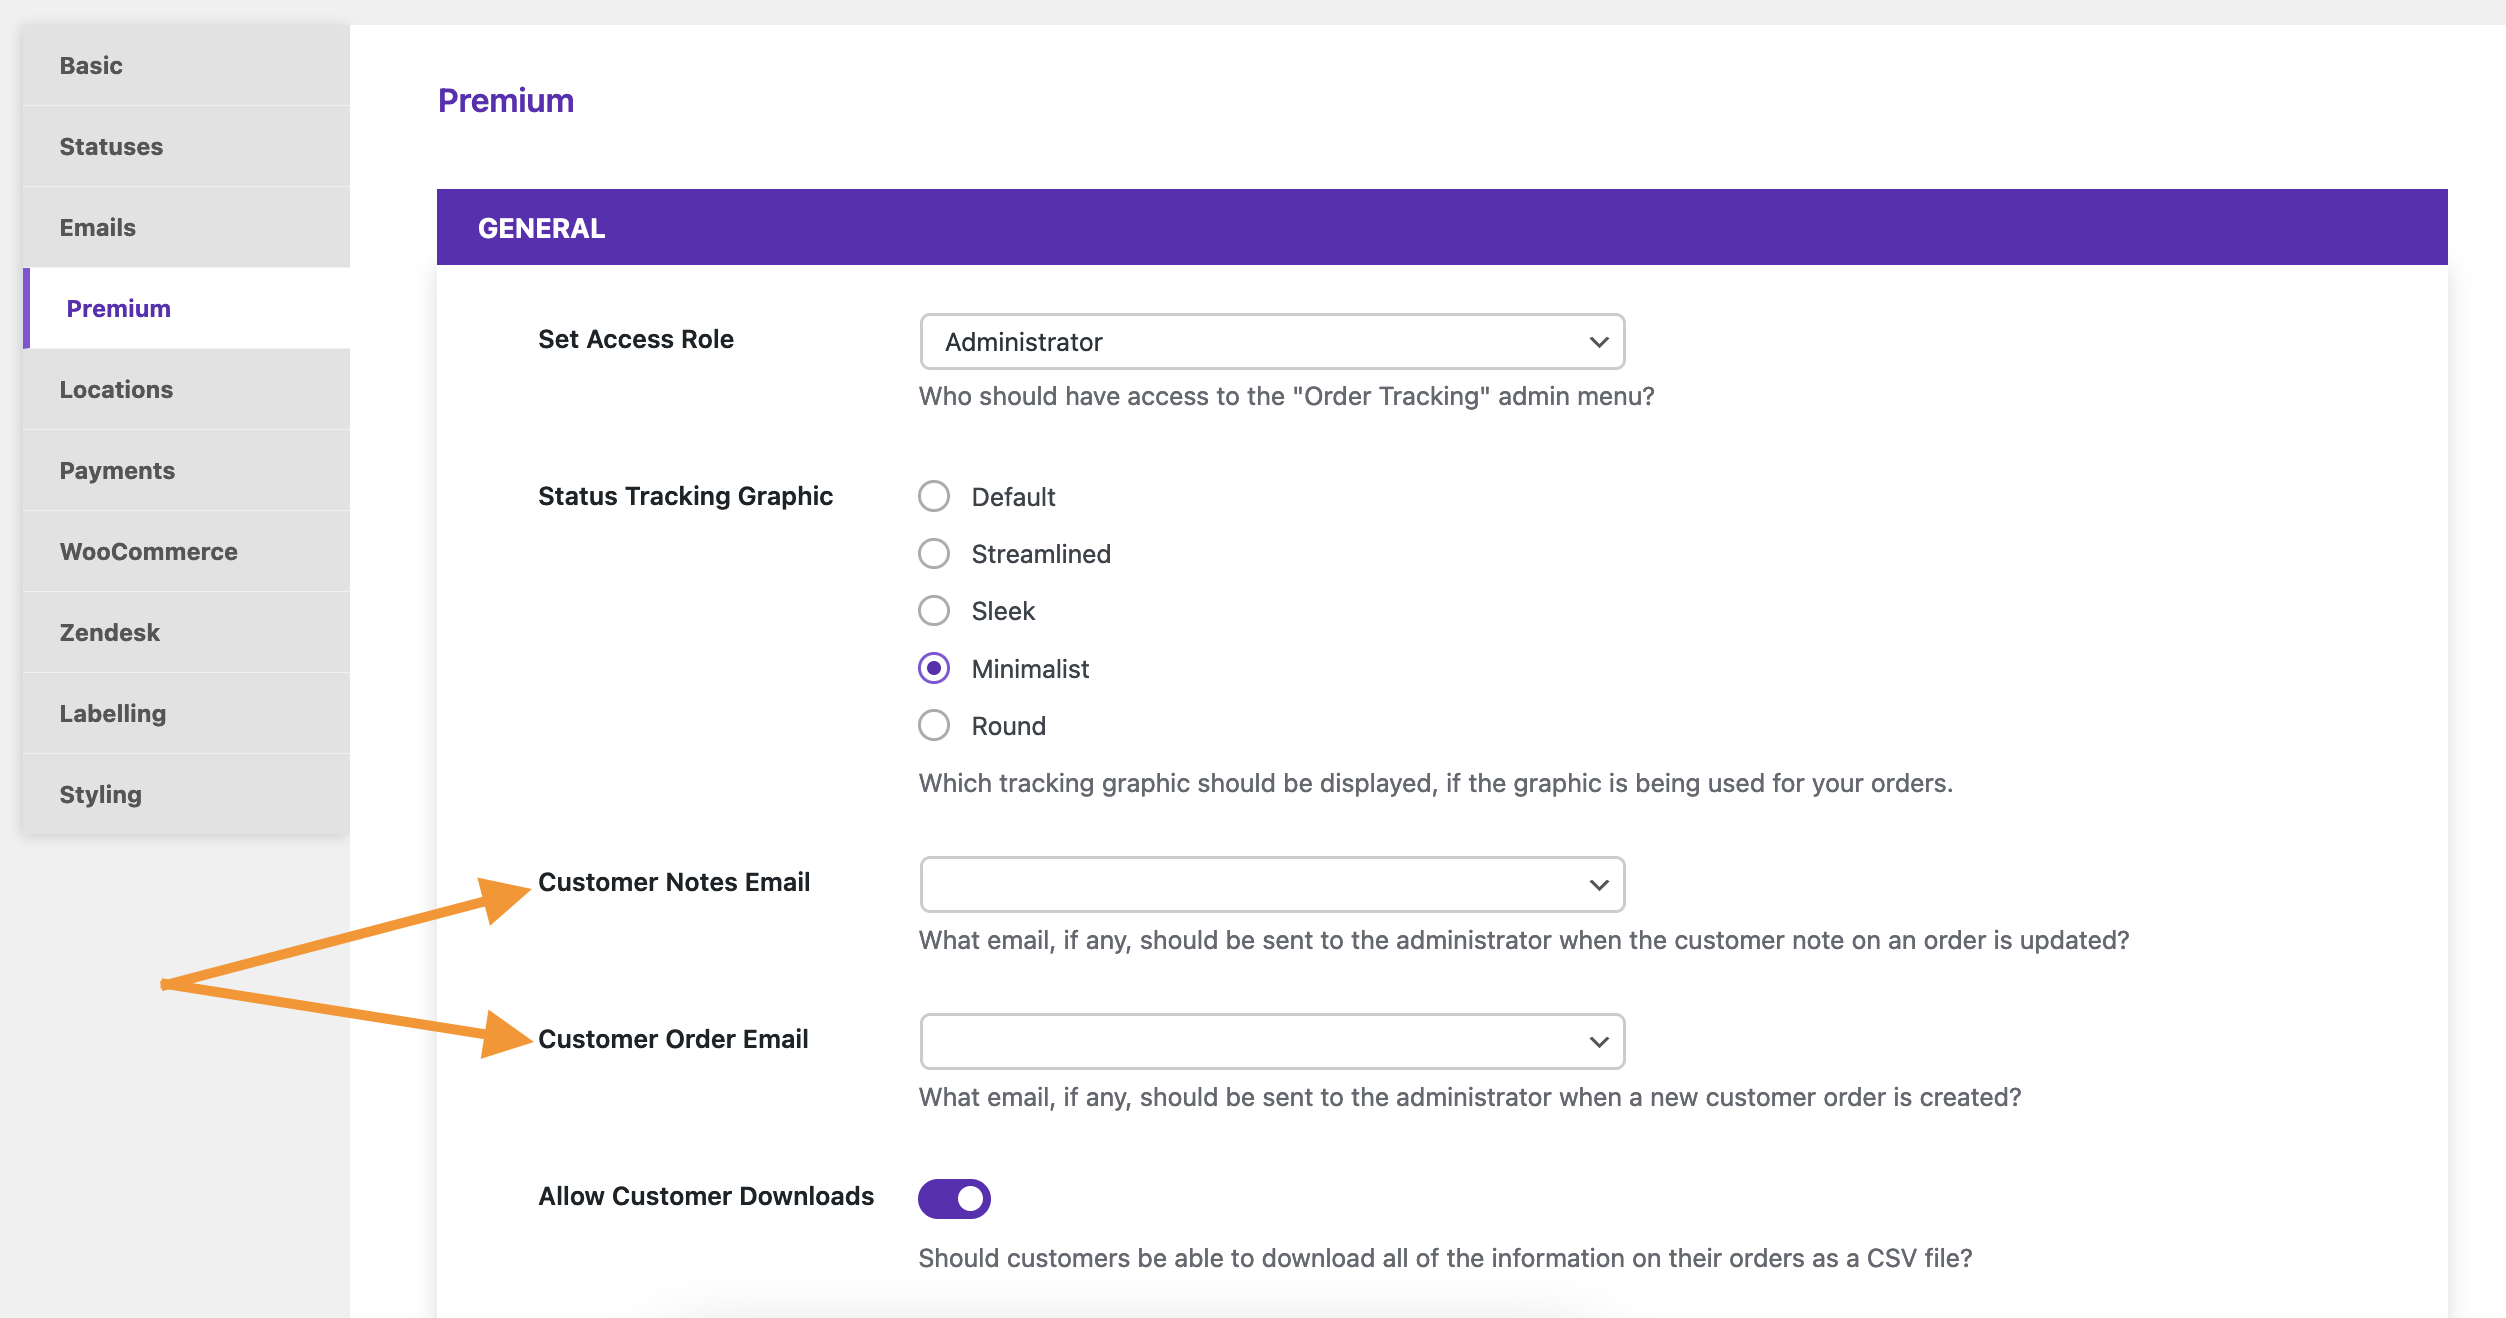 Basic
Statuses
Emails
Premium
Locations
Payments
WooCommerce
Zendesk
Labelling
Styling
Premium
GENERAL
Set Access Role
Administrator
Who should have access to the "Order Tracking" admin menu?
Status Tracking Graphic
Default
Streamlined
Sleek
Minimalist
Round
Which tracking graphic should be displayed, if the graphic is being used for your orders.
Customer Notes Email
What email, if any, should be sent to the administrator when the customer note on an order is updated?
Customer Order Email
What email, if any, should be sent to the administrator when a new customer order is created?
Allow Customer Downloads
Should customers be able to download all of the information on their orders as a CSV file?